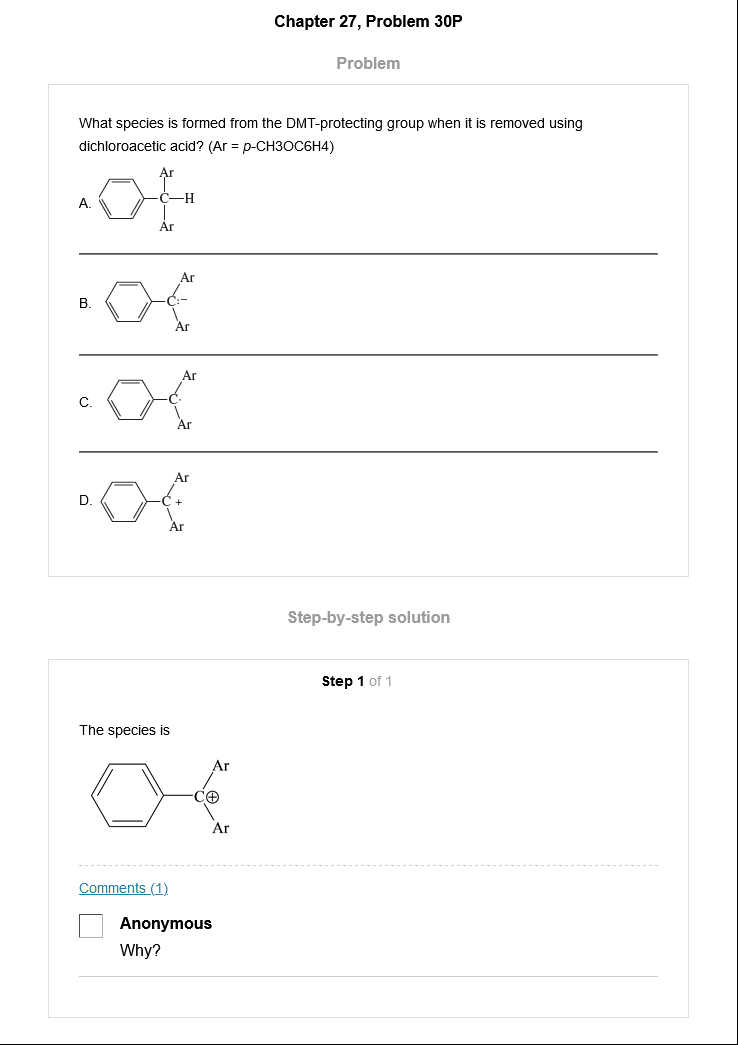 Chapter 27, Problem 30P
Problem
What species is formed from the DMT-protecting group when it is removed using
dichloroacetic acid? (Ar = p-CH3OC6H4)
Ar
A.
C—H
Ar
Ar
B.
C:−
Ar
Ar
C.
C·
Ar
Ar
D.
C +
Ar
Step-by-step solution
Step 1 of 1
The species is
Ar
C⊕
Ar
Comments (1)
Anonymous
Why?